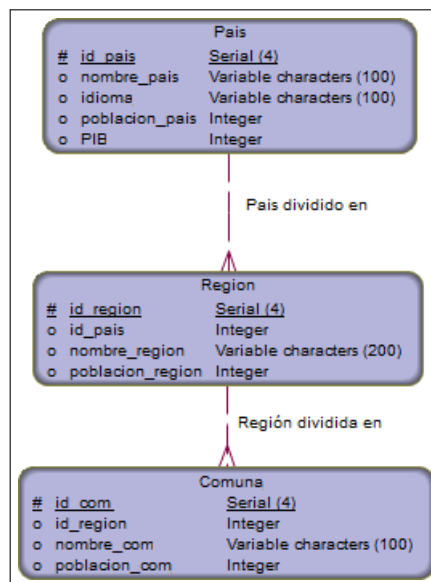 Pais
# id_pais Serial (4)
o nombre_pais Variable characters (100)
o idioma Variable characters (100)
o poblacion_pais Integer
o PIB Integer
Pais dividido en
Region
# id_region Serial (4)
o id_pais Integer
o nombre_region Variable characters (200)
o poblacion_region Integer
Región dividida en
Comuna
# id_com Serial (4)
o id_region Integer
o nombre_com Variable characters (100)
o poblacion_com Integer